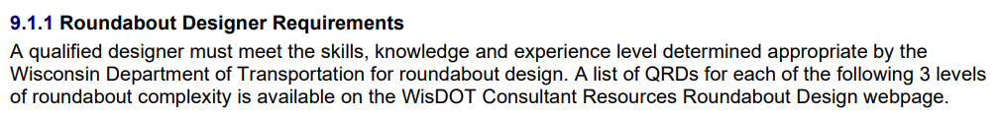 9.1.1 Roundabout Designer Requirements
A qualified designer must meet the skills, knowledge and experience level determined appropriate by the
Wisconsin Department of Transportation for roundabout design. A list of QRDs for each of the following 3 levels
of roundabout complexity is available on the WisDOT Consultant Resources Roundabout Design webpage.